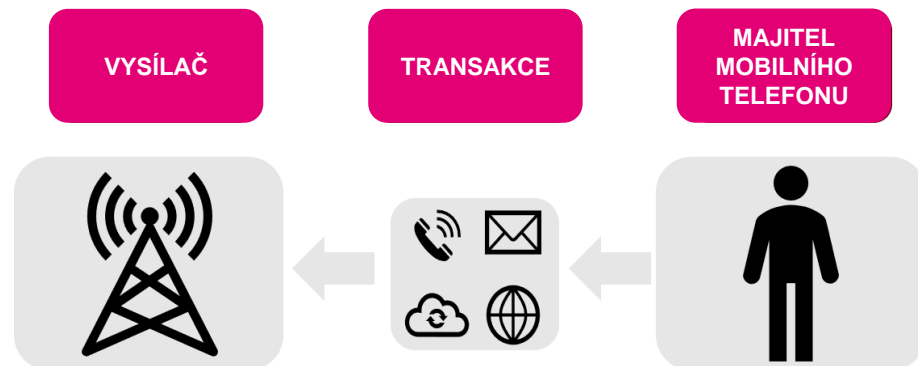 VYSÍLAČ
TRANSAKCE
MAJITEL
MOBILNÍHO
TELEFONU